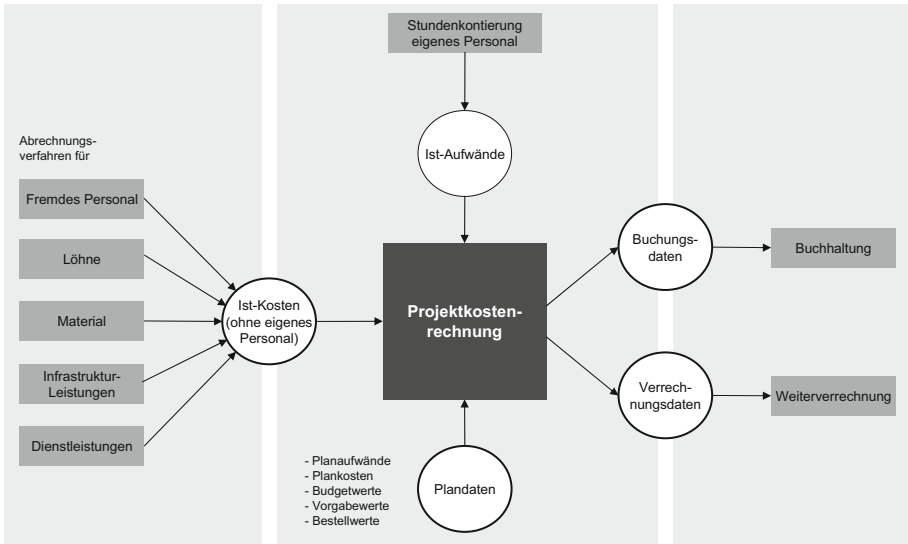 Stundenkontierung
eigenes Personal
Ist-Aufwände
Abrechnungs-
verfahren für
Fremdes Personal
Löhne
Material
Infrastruktur-
Leistungen
Dienstleistungen
Ist-Kosten
(ohne eigenes
Personal)
Projektkosten-
rechnung
Buchungs-
daten
Buchhaltung
Verrech-
nungsdaten
Weiterverrechnung
- Planaufwände
- Plankosten
- Budgetwerte
- Vorgabewerte
- Bestellwerte
Plandaten